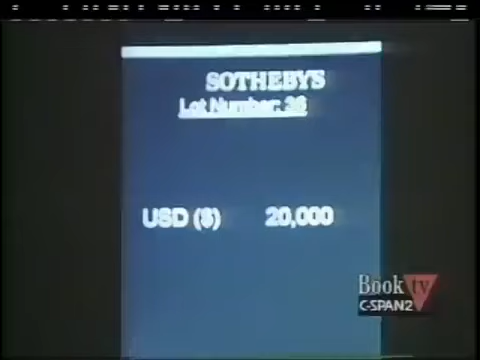 SOTHEBYS
Lot Number: 36
USD ($) 20,000
Book tv
C-SPAN2